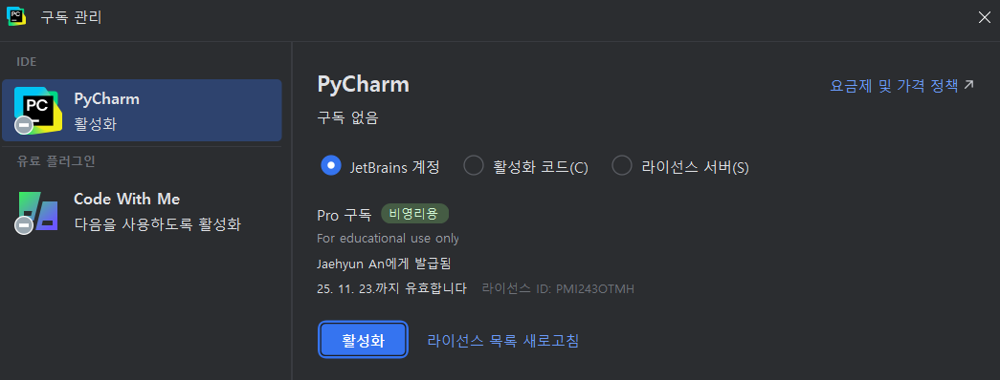 구독 관리
IDE
PC
PyCharm
활성화
유료 플러그인
Code With Me
다음을 사용하도록 활성화
PyCharm
요금제 및 가격 정책
구독 없음
JetBrains 계정
활성화 코드(C)
라이선스 서버(S)
Pro 구독 비영리용
For educational use only
Jaehyun An에게 발급됨
25. 11. 23.까지 유효합니다 라이선스 ID: PMI243OTMH
활성화
라이선스 목록 새로고침